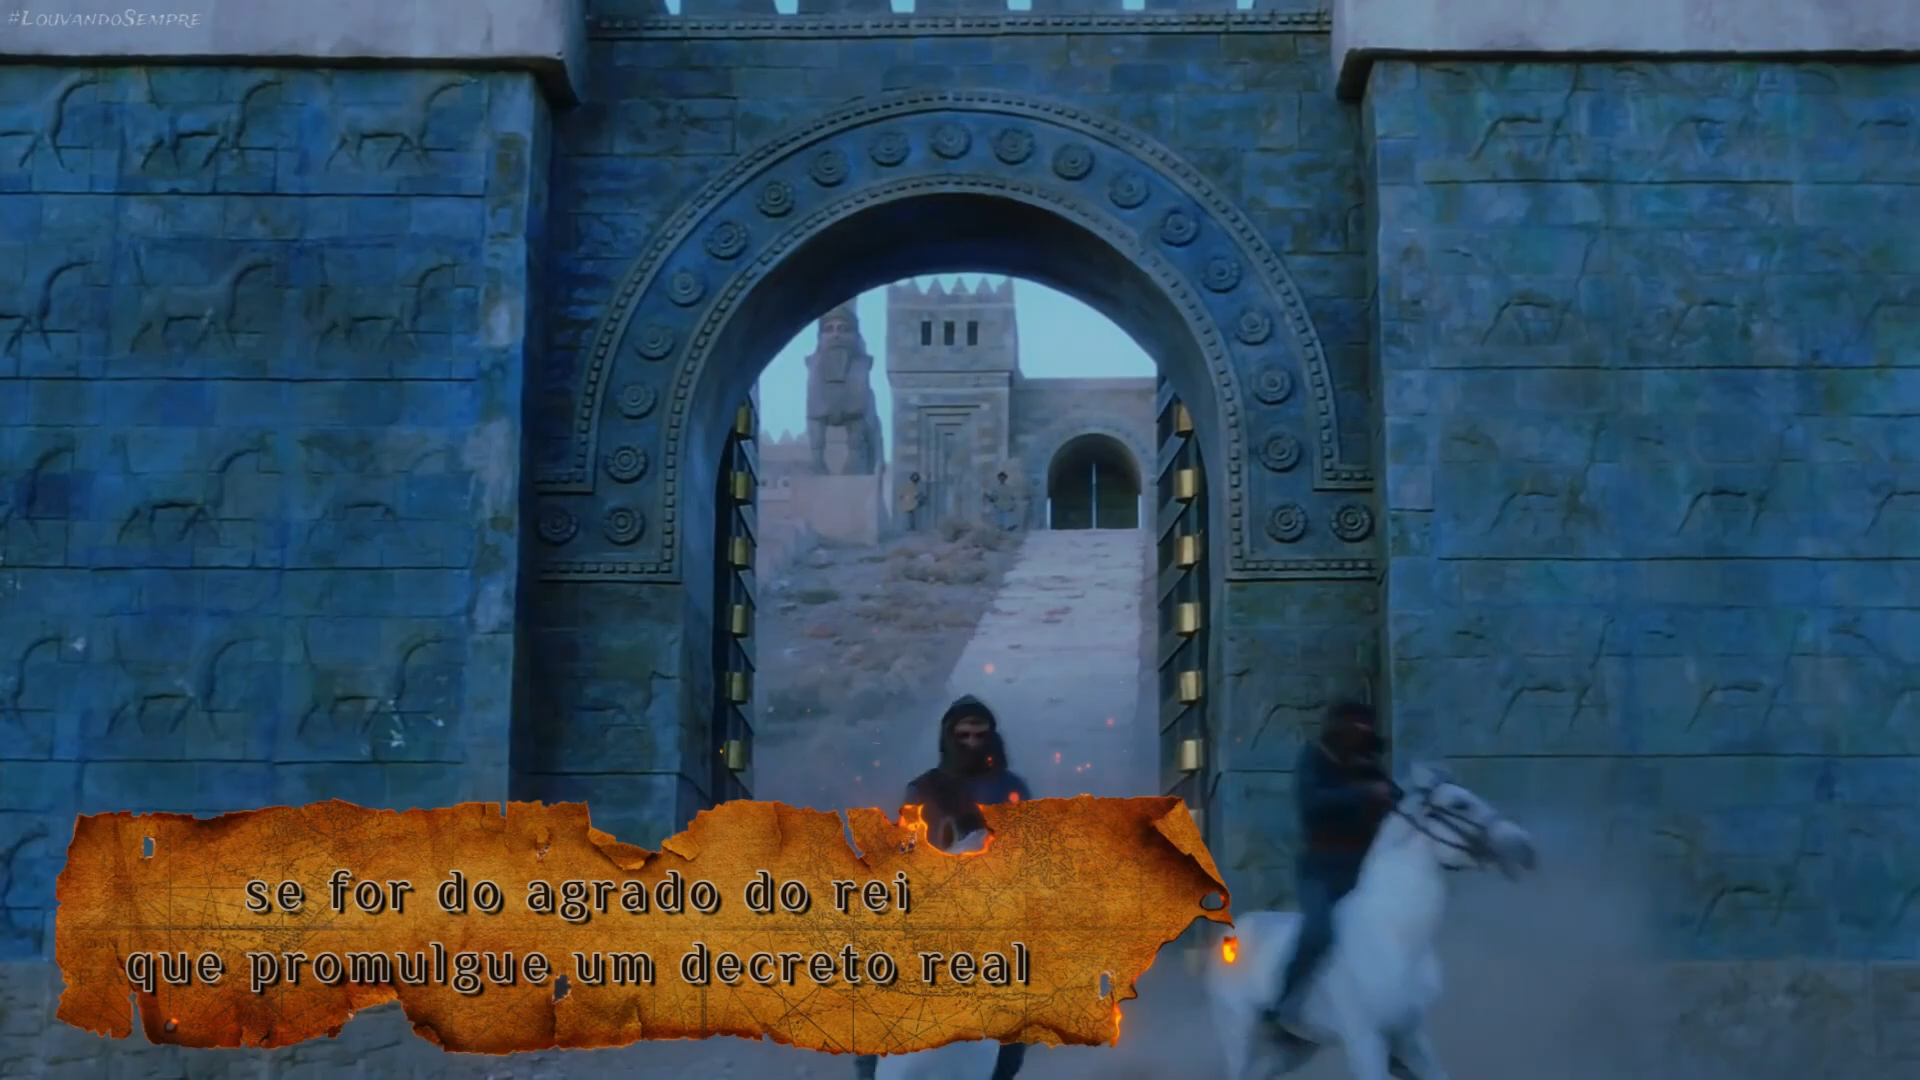 #LouvandoSempre
se for do agrado do rei
que promulgue um decreto real